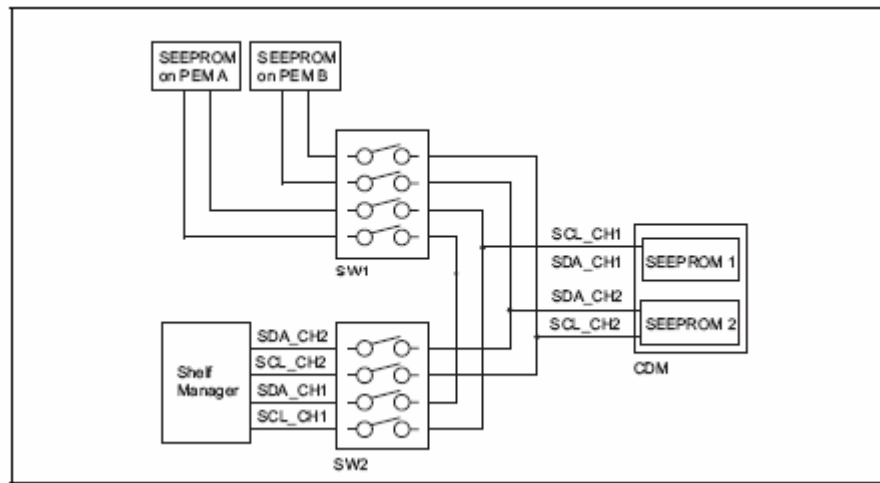 SEEPROM
on PEM A
SEEPROM
on PEM B
SW1
SCL_CH1
SDA_CH1
SEEPROM 1
SDA_CH2
SCL_CH2
SEEPROM 2
CDM
Shelf
Manager
SDA_CH2
SCL_CH2
SDA_CH1
SCL_CH1
SW2